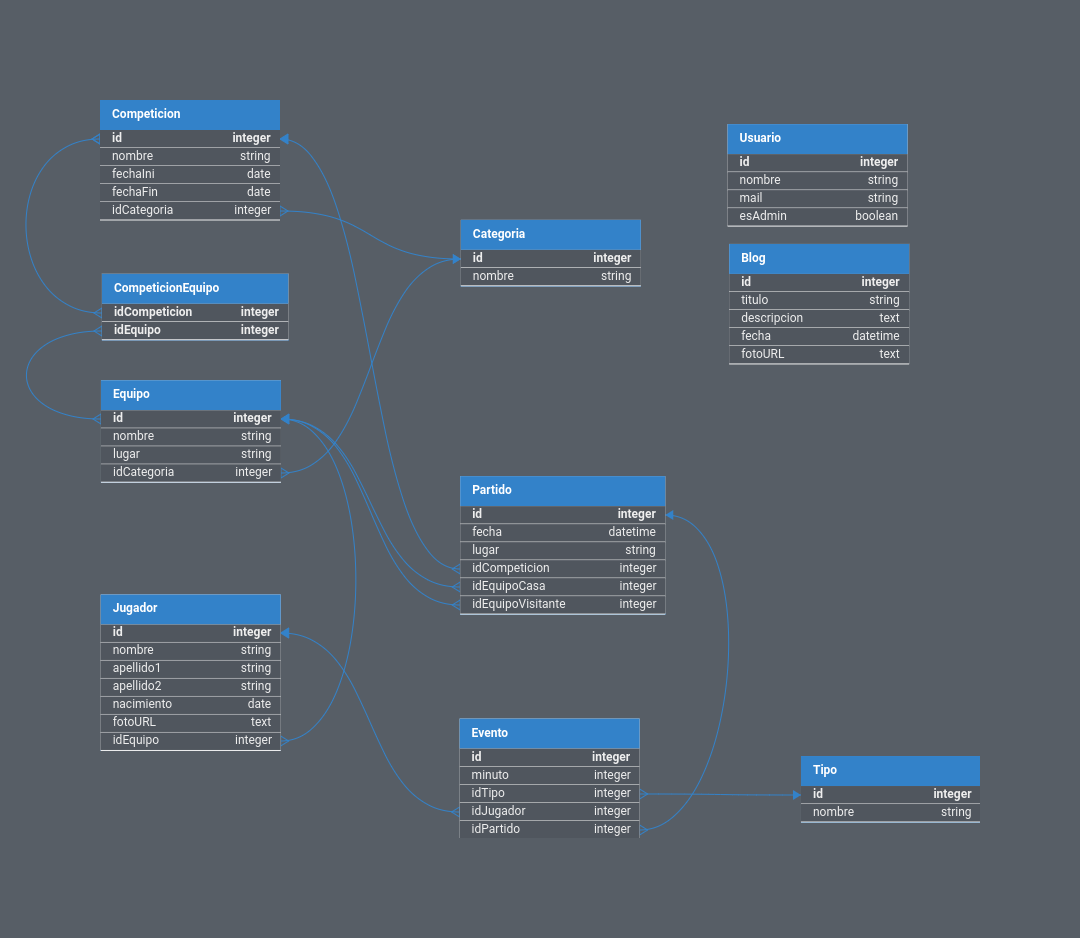 Competicion
id integer
nombre string
fechaIni date
fechaFin date
idCategoria integer
CompeticionEquipo
idCompeticion integer
idEquipo integer
Equipo
id integer
nombre string
lugar string
idCategoria integer
Jugador
id integer
nombre string
apellido1 string
apellido2 string
nacimiento date
fotoURL text
idEquipo integer
Categoria
id integer
nombre string
Partido
id integer
fecha datetime
lugar string
idCompeticion integer
idEquipoCasa integer
idEquipoVisitante integer
Evento
id integer
minuto integer
idTipo integer
idJugador integer
idPartido integer
Usuario
id integer
nombre string
mail string
esAdmin boolean
Blog
id integer
titulo string
descripcion text
fecha datetime
fotoURL text
Tipo
id integer
nombre string